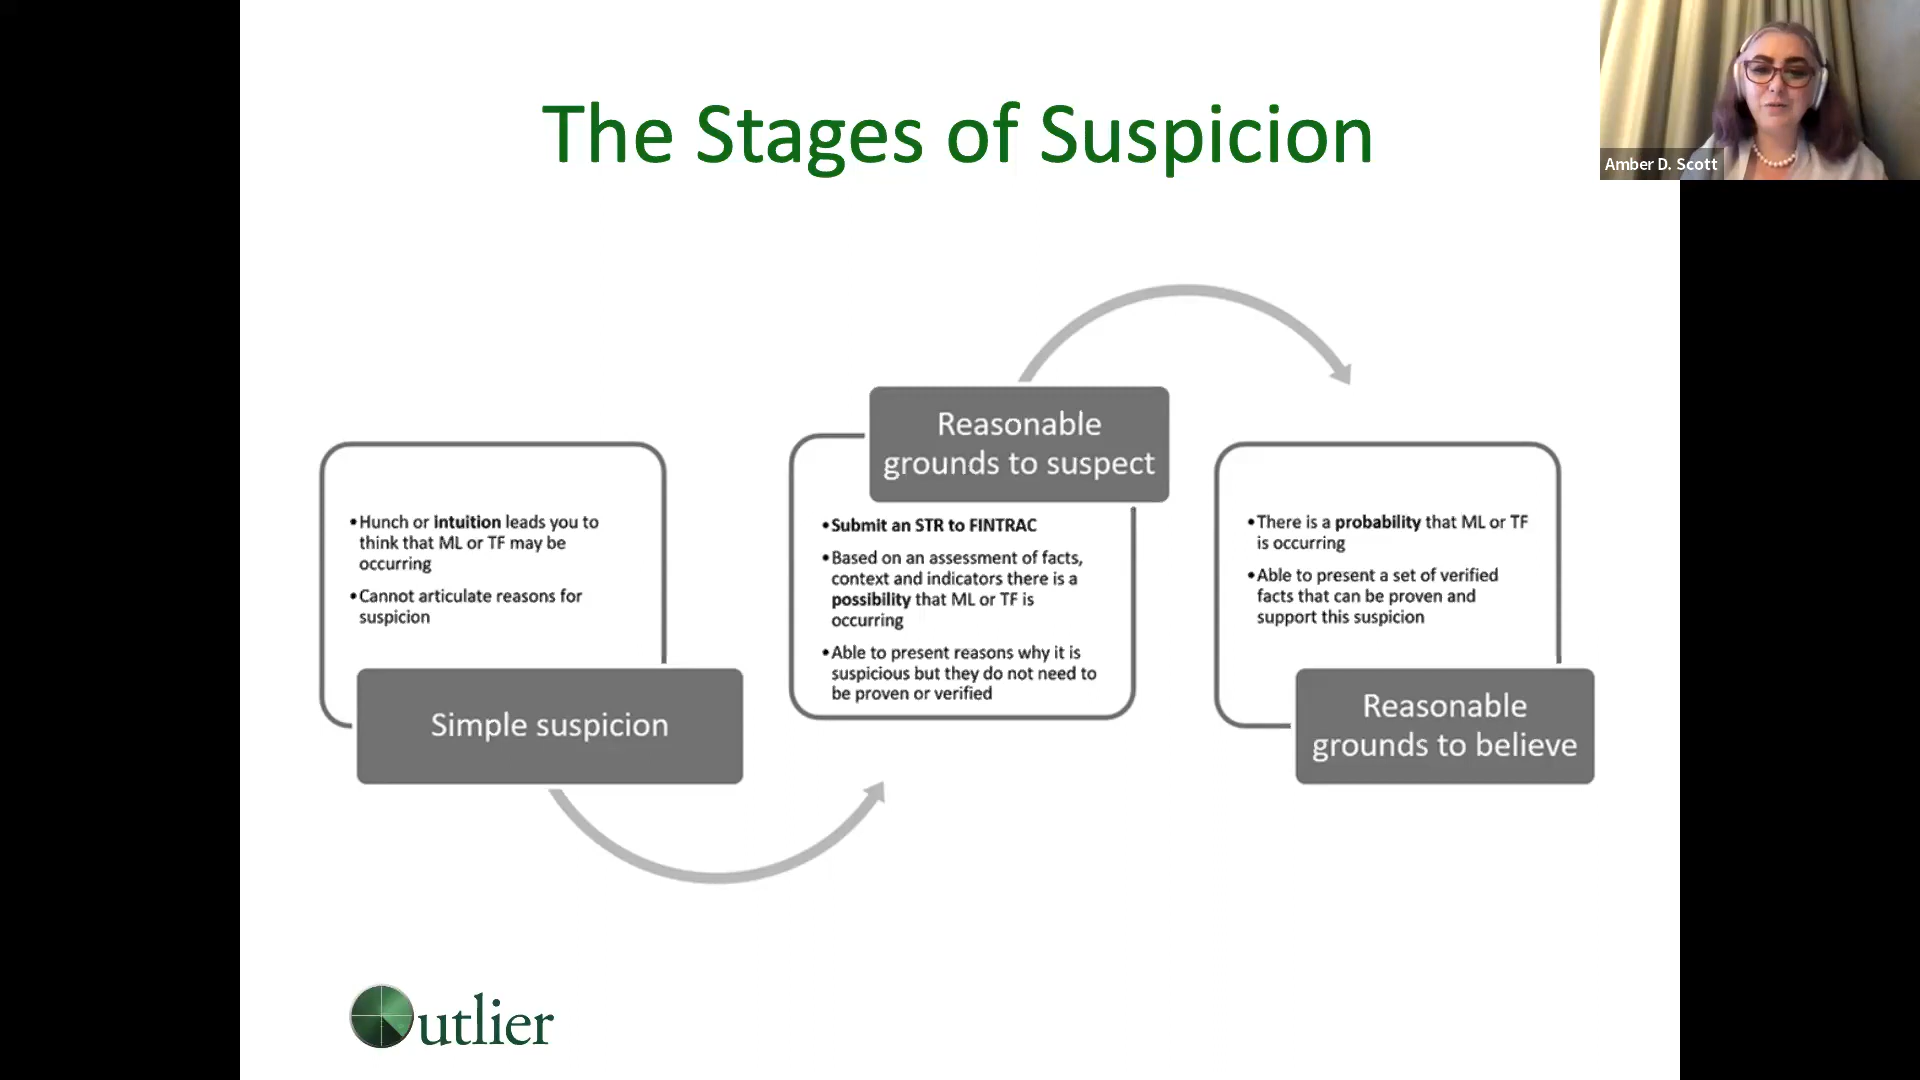 The Stages of Suspicion
Amber D. Scott
•Hunch or intuition leads you to
think that ML or TF may be
occurring
•Cannot articulate reasons for
suspicion
Simple suspicion
Reasonable
grounds to suspect
•Submit an STR to FINTRAC
•Based on an assessment of facts,
context and indicators there is a
possibility that ML or TF is
occurring
•Able to present reasons why it is
suspicious but they do not need to
be proven or verified
•There is a probability that ML or TF
is occurring
•Able to present a set of verified
facts that can be proven and
support this suspicion
Reasonable
grounds to believe
Outlier